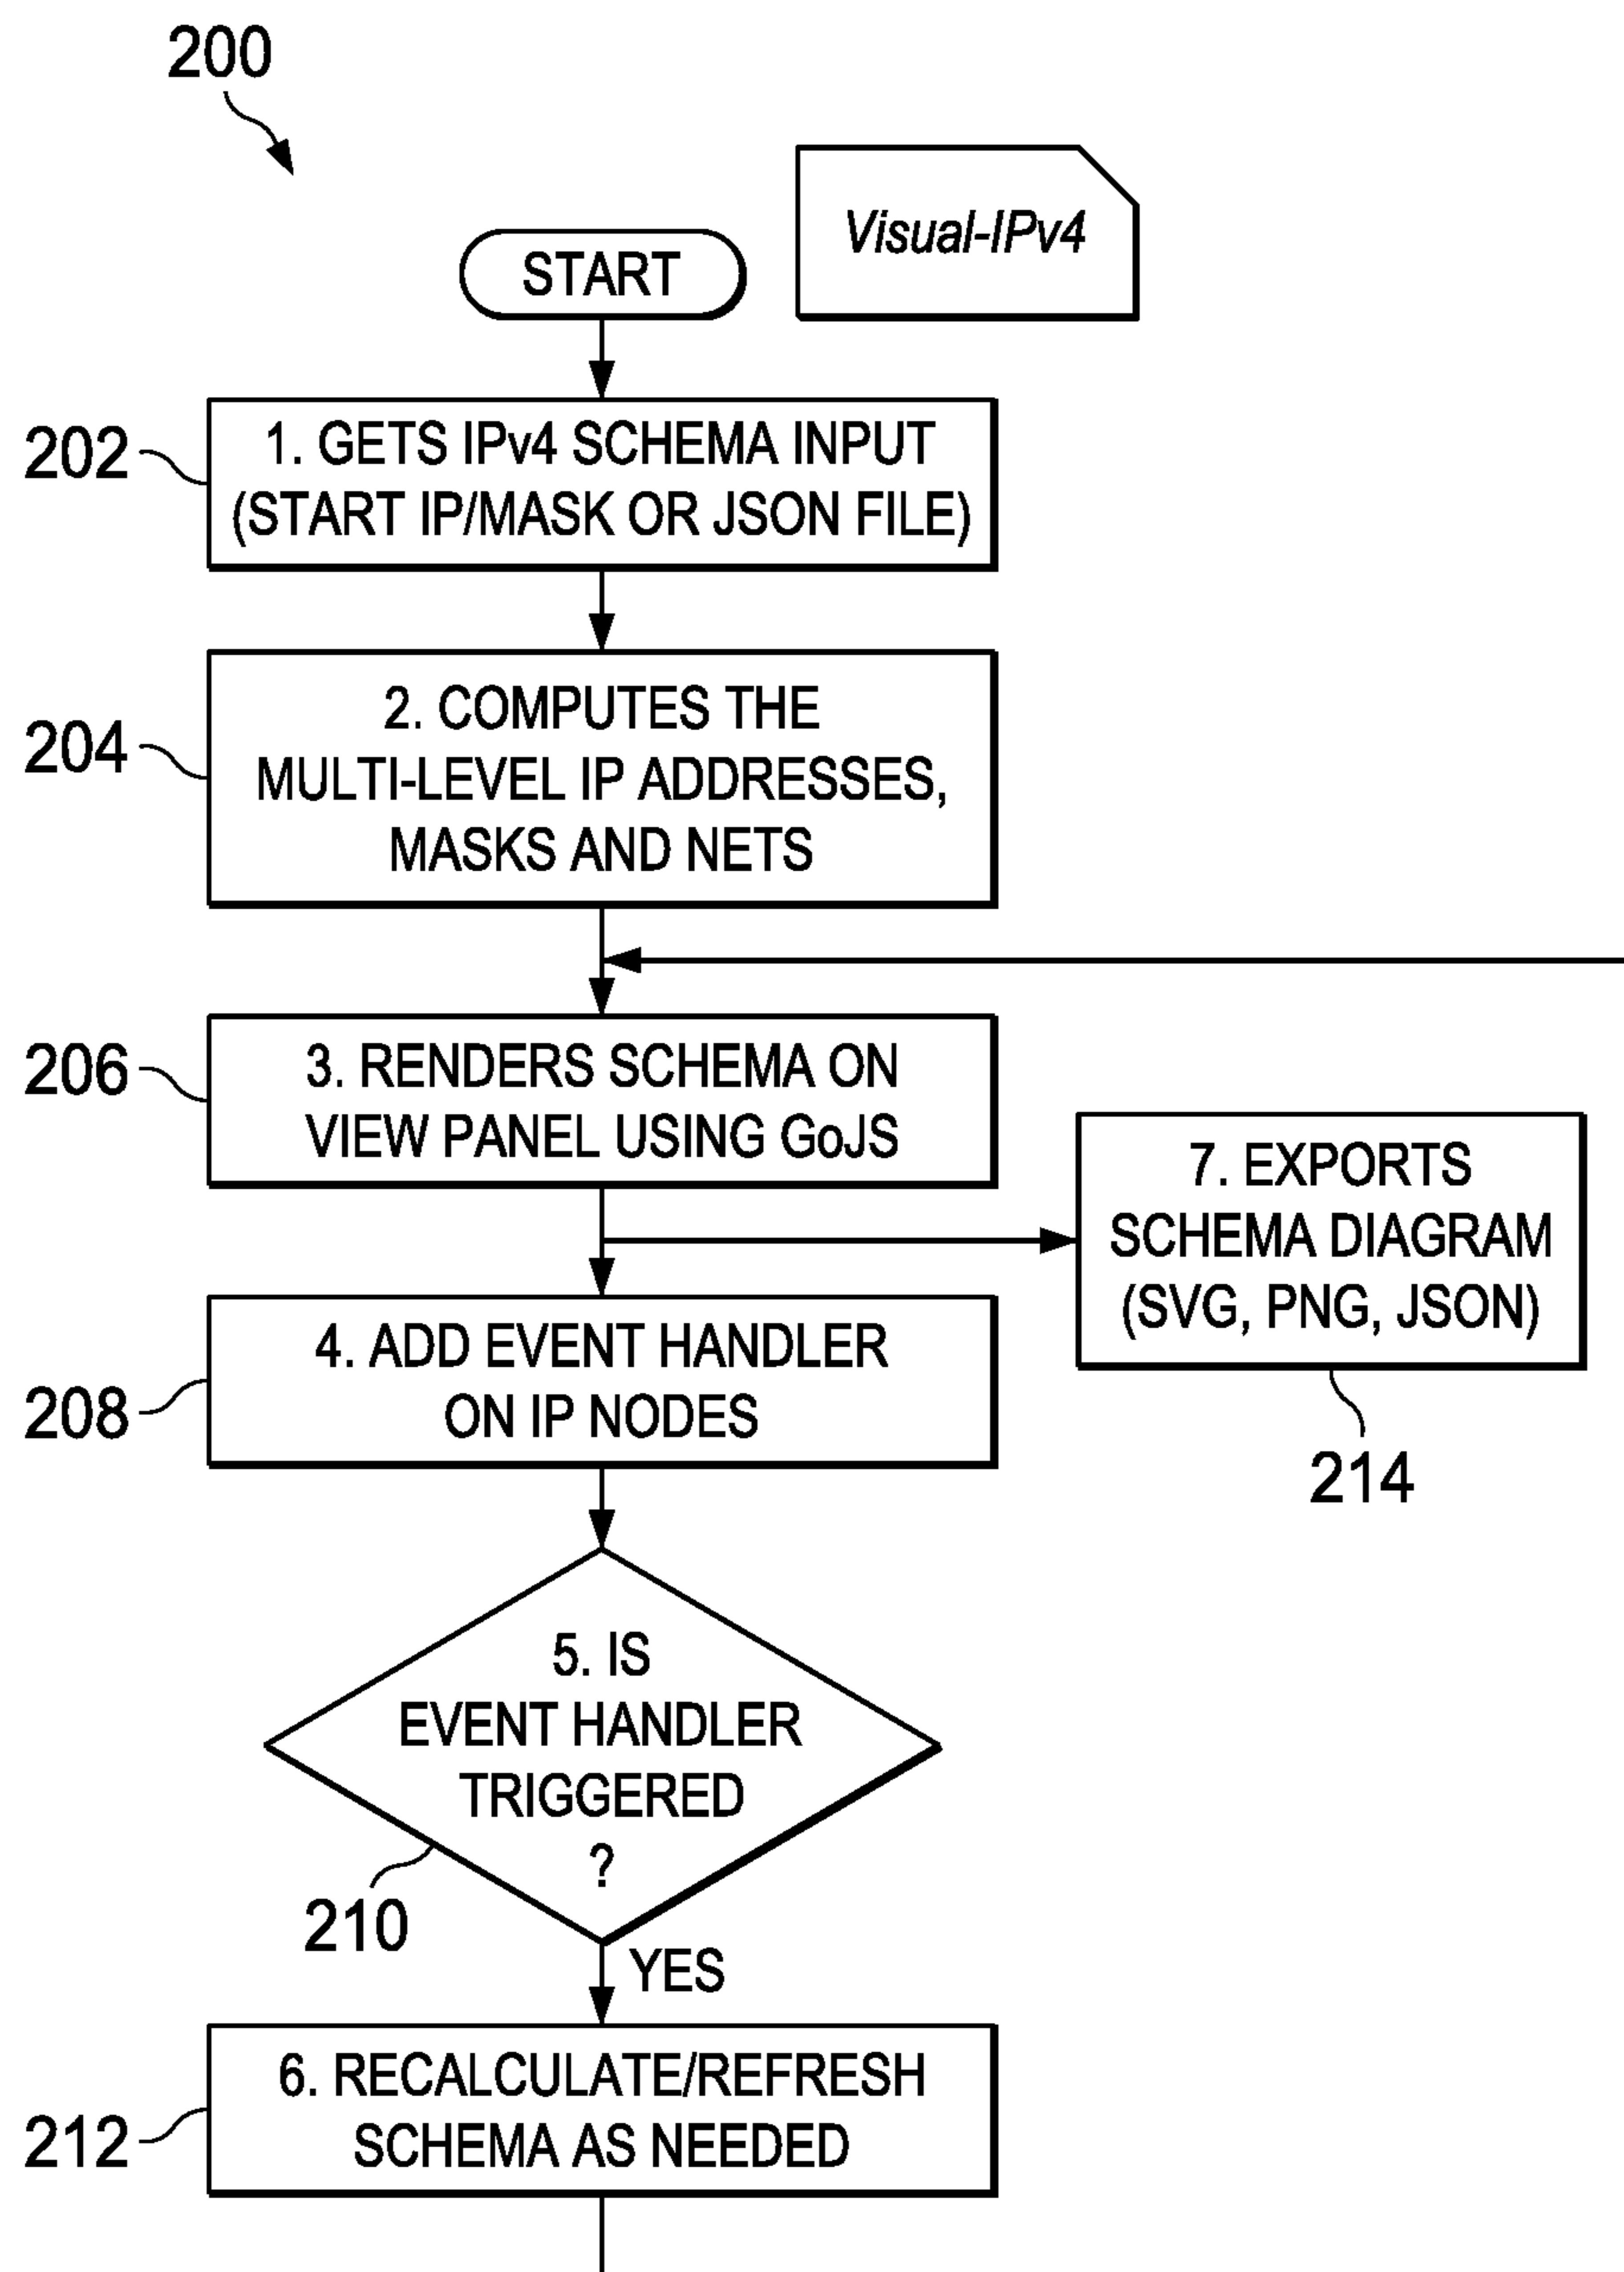 200
Visual-IPv4
START
202
1. GETS IPv4 SCHEMA INPUT
(START IP/MASK OR JSON FILE)
204
2. COMPUTES THE
MULTI-LEVEL IP ADDRESSES,
MASKS AND NETS
206
3. RENDERS SCHEMA ON
VIEW PANEL USING GoJS
7. EXPORTS
SCHEMA DIAGRAM
(SVG, PNG, JSON)
214
208
4. ADD EVENT HANDLER
ON IP NODES
5. IS
EVENT HANDLER
TRIGGERED
?
210
YES
212
6. RECALCULATE/REFRESH
SCHEMA AS NEEDED